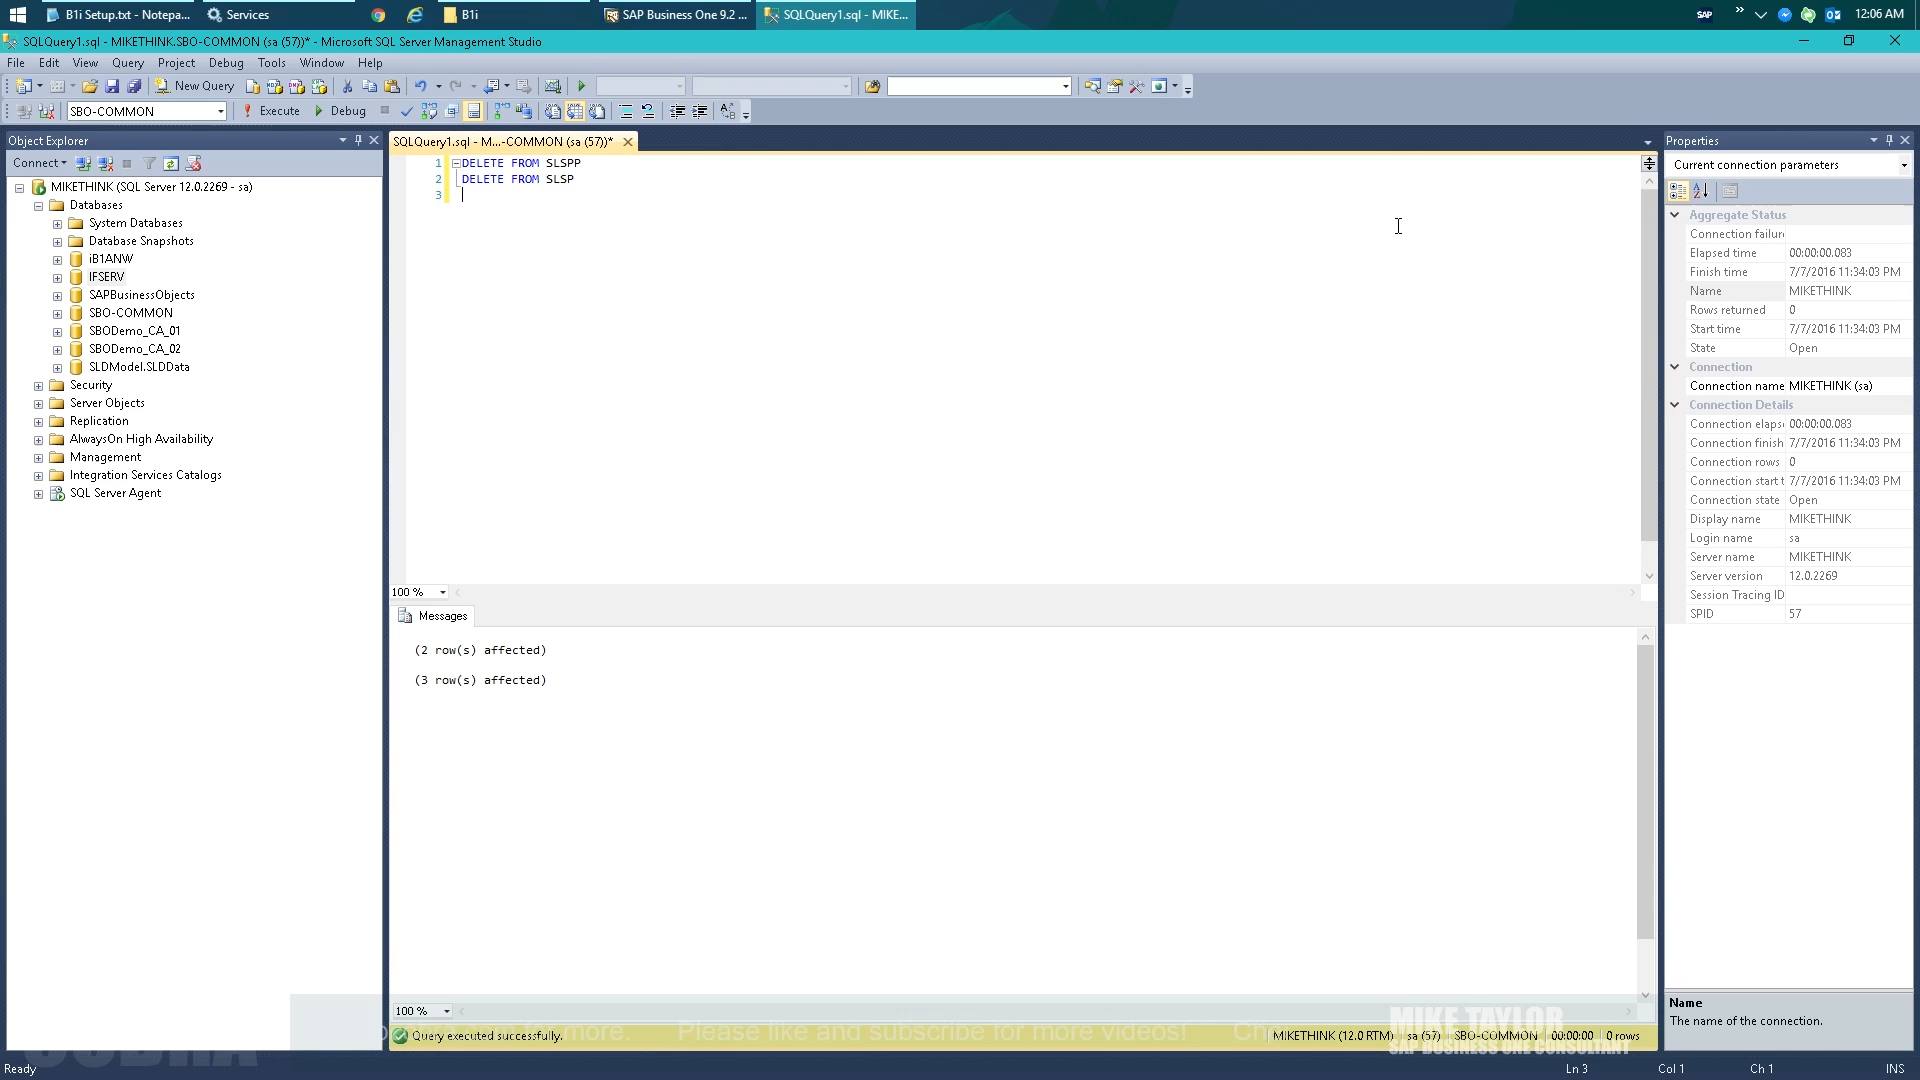 B1i Setup.txt - Notepa...
Services
B1i
SAP Business One 9.2 ...
SQLQuery1.sql - MIKE...
SAP
12:06 AM
SQLQuery1.sql - MIKETHINK.SBO-COMMON (sa (57))* - Microsoft SQL Server Management Studio
File Edit View Query Project Debug Tools Window Help
New Query
SBO-COMMON
Execute
Debug
Object Explorer
Connect
MIKETHINK (SQL Server 12.0.2269 - sa)
Databases
System Databases
Database Snapshots
iB1ANW
IFSERV
SAPBusinessObjects
SBO-COMMON
SBODemo_CA_01
SBODemo_CA_02
SLDModel.SLDData
Security
Server Objects
Replication
AlwaysOn High Availability
Management
Integration Services Catalogs
SQL Server Agent
SQLQuery1.sql - M...-COMMON (sa (57))*
1 DELETE FROM SLSPP
2 DELETE FROM SLSP
3
100 %
Messages
(2 row(s) affected)
(3 row(s) affected)
100 %
Query executed successfully.
MIKETHINK (12.0 RTM) sa (57) SBO-COMMON 00:00:00 0 rows
more. Please like and subscribe for more videos!
MIKE TAYLOR
SAP BUSINESS ONE CONSULTANT
Properties
Current connection parameters
Aggregate Status
Connection failur
Elapsed time 00:00:00.083
Finish time 7/7/2016 11:34:03 PM
Name MIKETHINK
Rows returned 0
Start time 7/7/2016 11:34:03 PM
State Open
Connection
Connection name MIKETHINK (sa)
Connection Details
Connection elaps 00:00:00.083
Connection finish 7/7/2016 11:34:03 PM
Connection rows 0
Connection start t 7/7/2016 11:34:03 PM
Connection state Open
Display name MIKETHINK
Login name sa
Server name MIKETHINK
Server version 12.0.2269
Session Tracing ID
SPID 57
Name
The name of the connection.
Ready
Ln 3 Col 1 Ch 1 INS